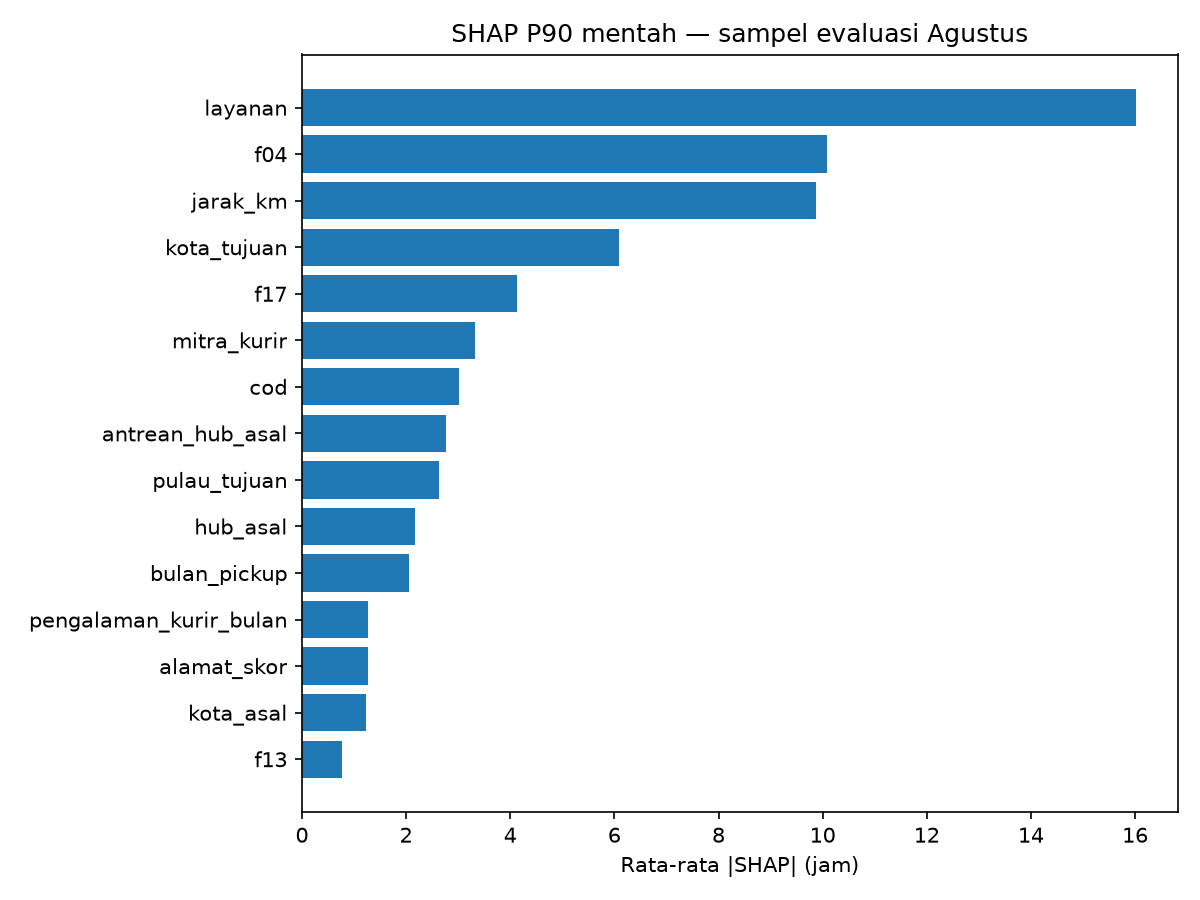 SHAP P90 mentah — sampel evaluasi Agustus
layanan
f04
jarak_km
kota_tujuan
f17
mitra_kurir
cod
antrean_hub_asal
pulau_tujuan
hub_asal
bulan_pickup
pengalaman_kurir_bulan
alamat_skor
kota_asal
f13
0 2 4 6 8 10 12 14 16
Rata-rata |SHAP| (jam)